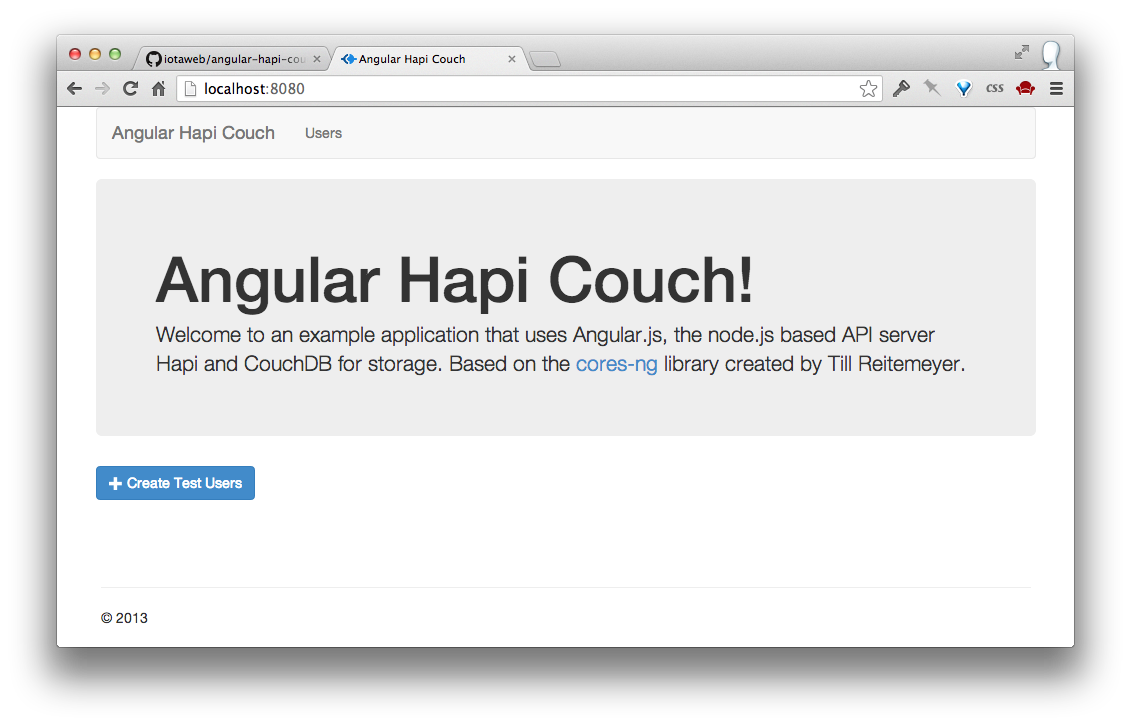 iotaweb/angular-hapi-cou
Angular Hapi Couch
localhost:8080
CSS
Angular Hapi Couch
Users
Angular Hapi Couch!
Welcome to an example application that uses Angular.js, the node.js based API server
Hapi and CouchDB for storage. Based on the cores-ng library created by Till Reitemeyer.
Create Test Users
© 2013